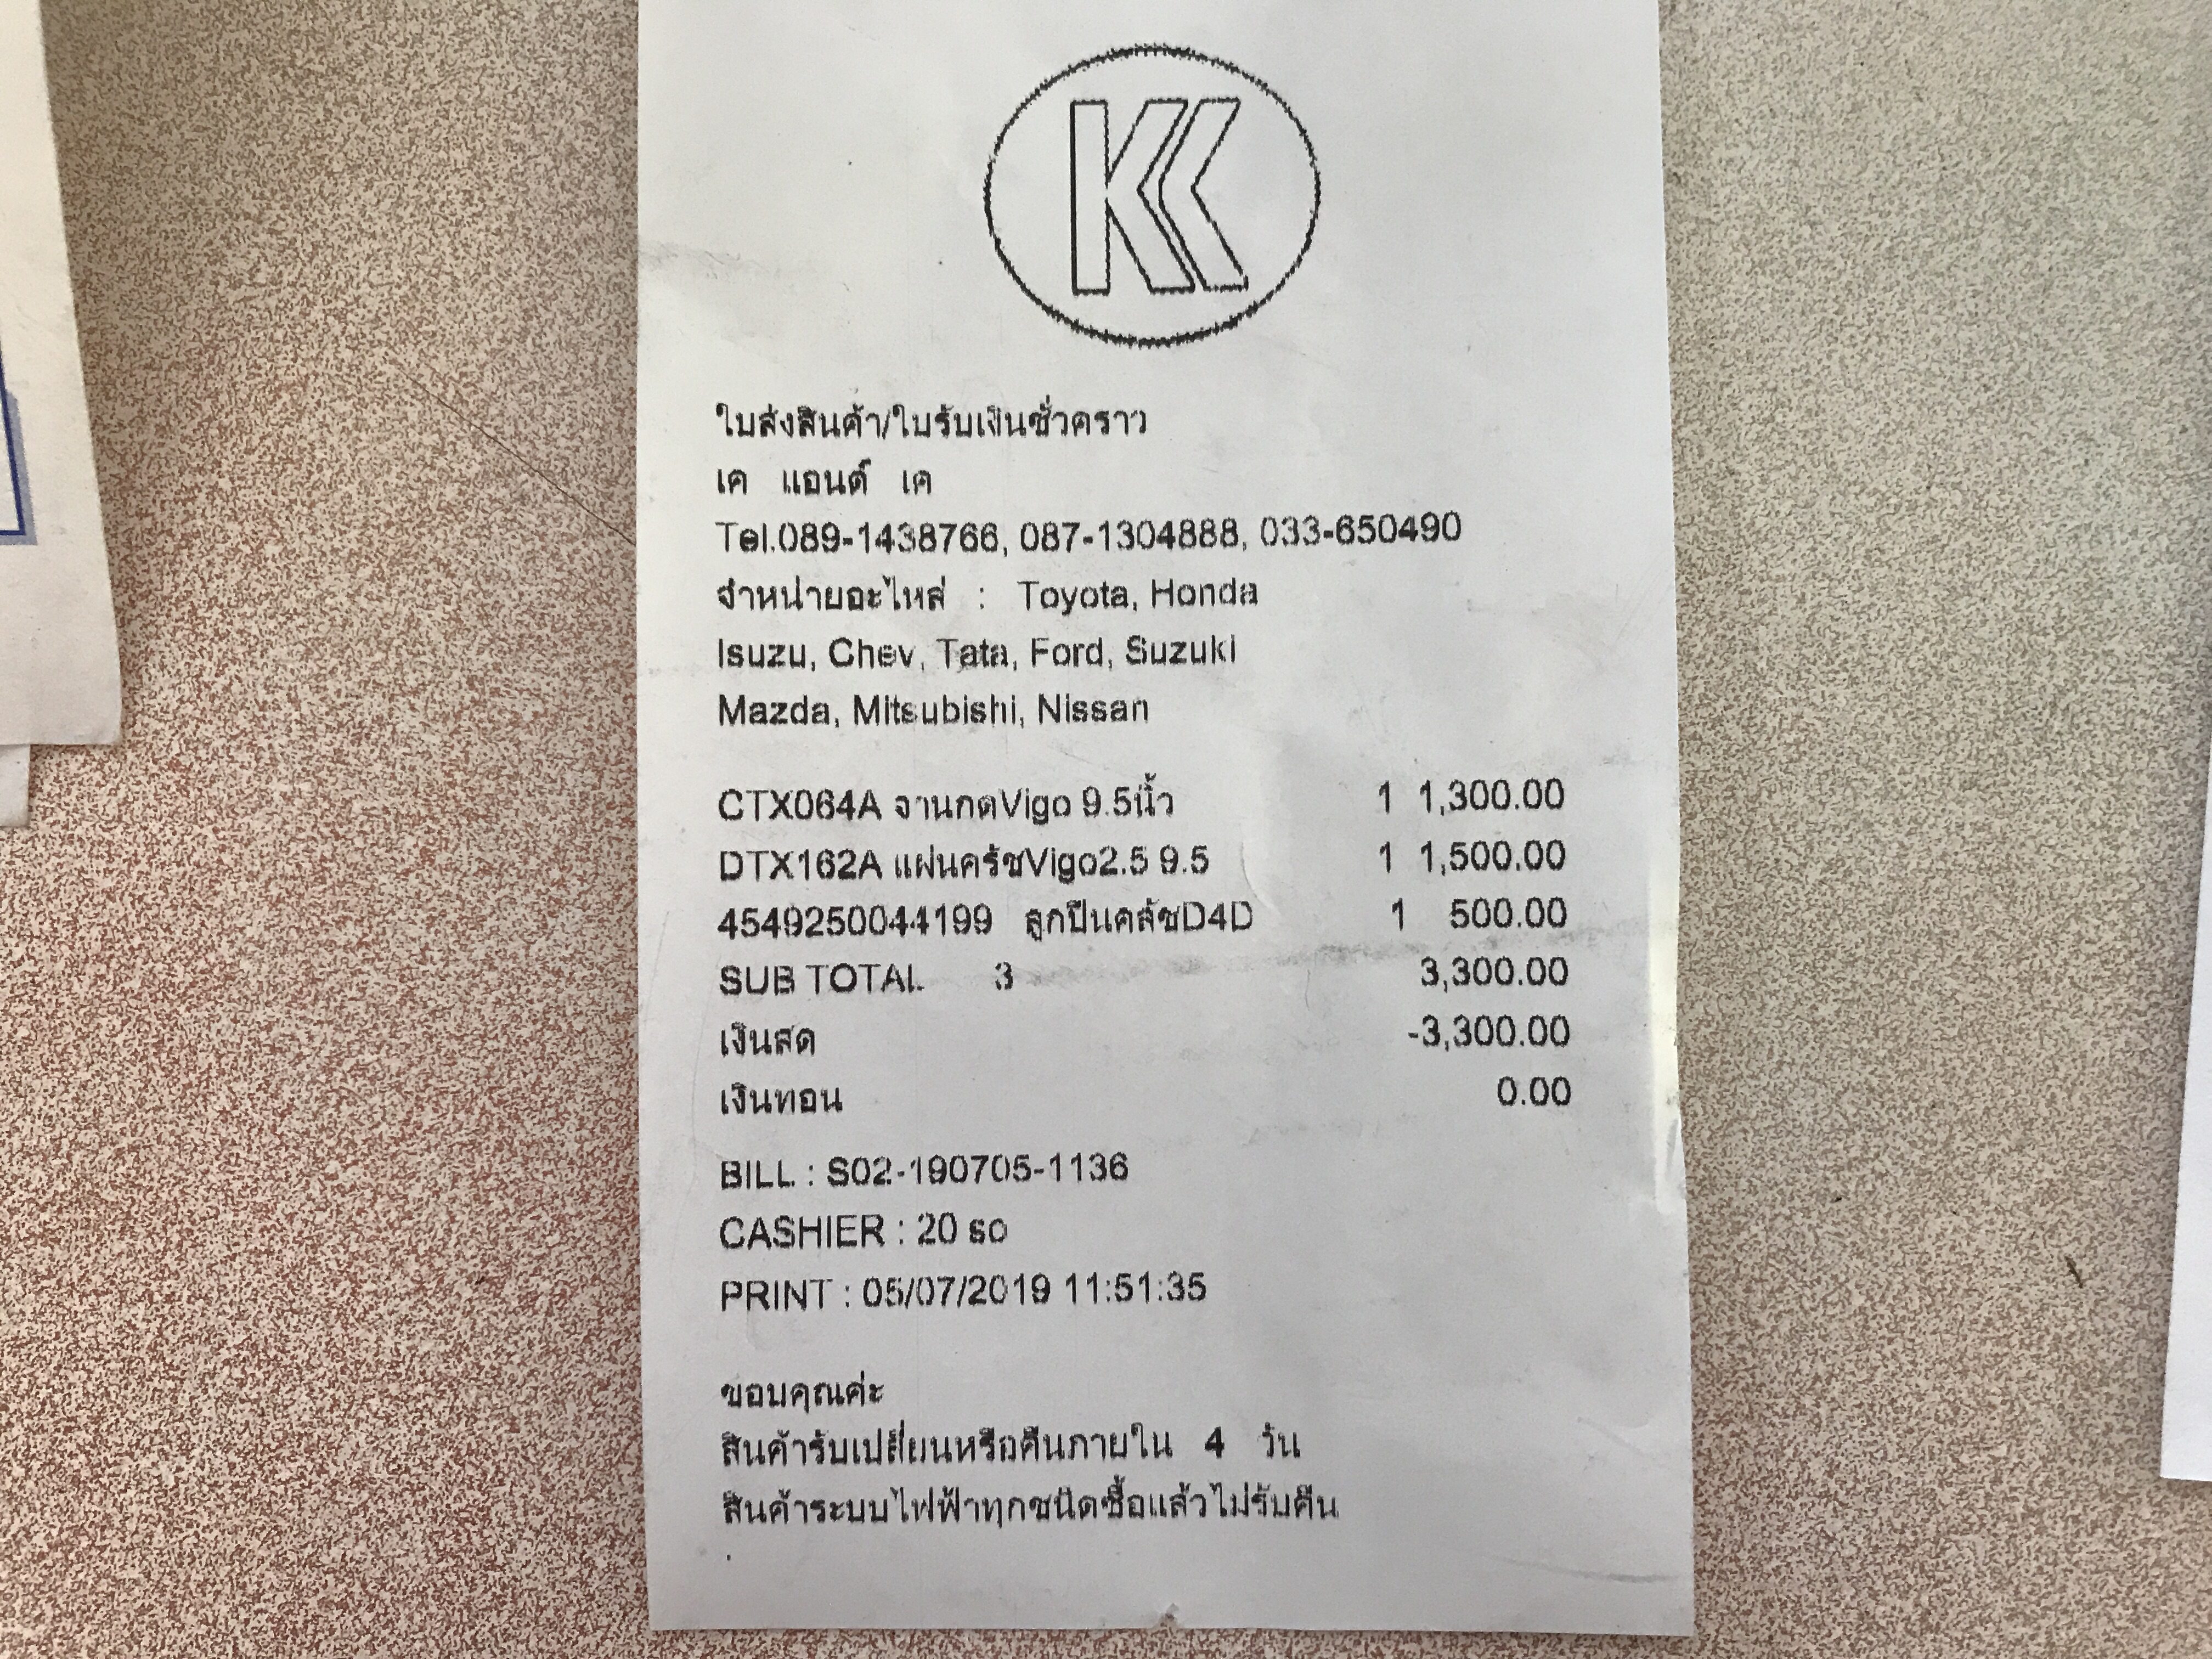 KK
ใบส่งสินค้า/ใบรับเงินชั่วคราว
เค แอนด์ เค
Tel.089-1438766, 087-1304888, 033-650490
จำหน่ายอะไหล่ : Toyota, Honda
Isuzu, Chev, Tata, Ford, Suzuki
Mazda, Mitsubishi, Nissan
CTX064A จานกดVigo 9.5นิ้ว 1 1,300.00
DTX162A แผ่นครัชVigo2.5 9.5 1 1,500.00
4549250044199 ลูกปืนคลัชD4D 1 500.00
SUB TOTAL 3 3,300.00
เงินสด -3,300.00
เงินทอน 0.00
BILL : S02-190705-1136
CASHIER : 20 รอ
PRINT : 05/07/2019 11:51:35
ขอบคุณค่ะ
สินค้ารับเปลี่ยนหรือคืนภายใน 4 วัน
สินค้าระบบไฟฟ้าทุกชนิดซื้อแล้วไม่รับคืน